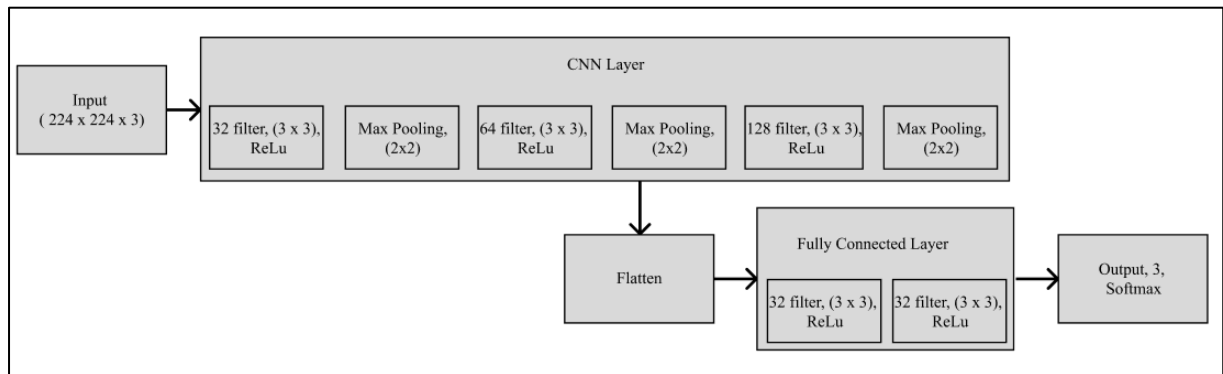 CNN Layer
Input
( 224 x 224 x 3)
32 filter, (3 x 3),
ReLu
Max Pooling,
(2x2)
64 filter, (3 x 3),
ReLu
Max Pooling,
(2x2)
128 filter, (3 x 3),
ReLu
Max Pooling,
(2x2)
Flatten
Fully Connected Layer
32 filter, (3 x 3),
ReLu
32 filter, (3 x 3),
ReLu
Output, 3,
Softmax